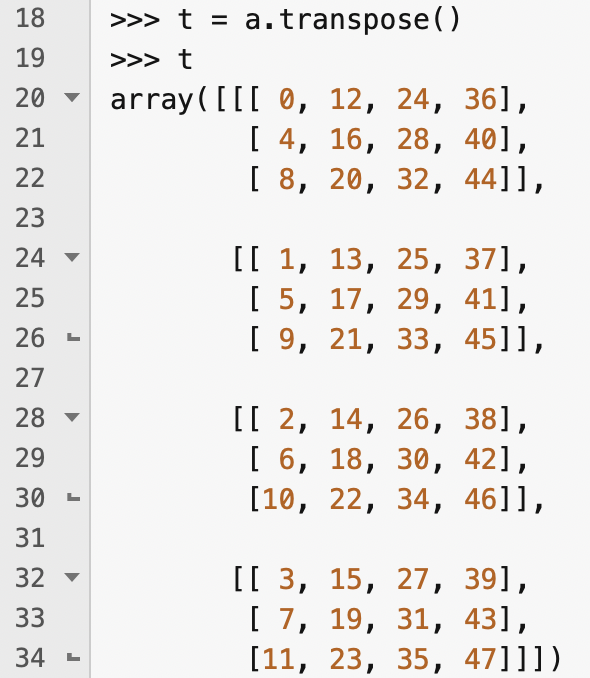 18 >>> t = a.transpose()
19 >>> t
20 array([[[ 0, 12, 24, 36],
21         [ 4, 16, 28, 40],
22         [ 8, 20, 32, 44]],
23
24        [[ 1, 13, 25, 37],
25         [ 5, 17, 29, 41],
26         [ 9, 21, 33, 45]],
27
28        [[ 2, 14, 26, 38],
29         [ 6, 18, 30, 42],
30         [10, 22, 34, 46]],
31
32        [[ 3, 15, 27, 39],
33         [ 7, 19, 31, 43],
34         [11, 23, 35, 47]]])